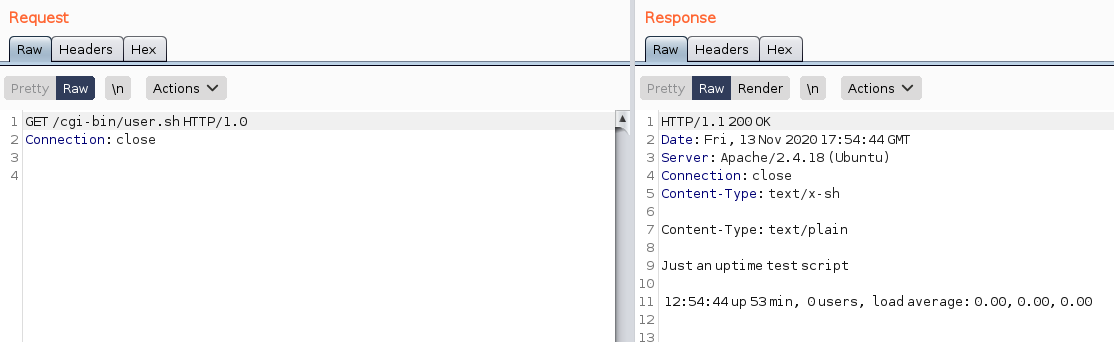 Request
Raw Headers Hex
Pretty Raw \n Actions
1 GET /cgi-bin/user.sh HTTP/1.0
2 Connection: close
3
4
Response
Raw Headers Hex
Pretty Raw Render \n Actions
1 HTTP/1.1 200 OK
2 Date: Fri, 13 Nov 2020 17:54:44 GMT
3 Server: Apache/2.4.18 (Ubuntu)
4 Connection: close
5 Content-Type: text/x-sh
6
7 Content-Type: text/plain
8
9 Just an uptime test script
10
11 12:54:44 up 53 min, 0 users, load average: 0.00, 0.00, 0.00
12
13